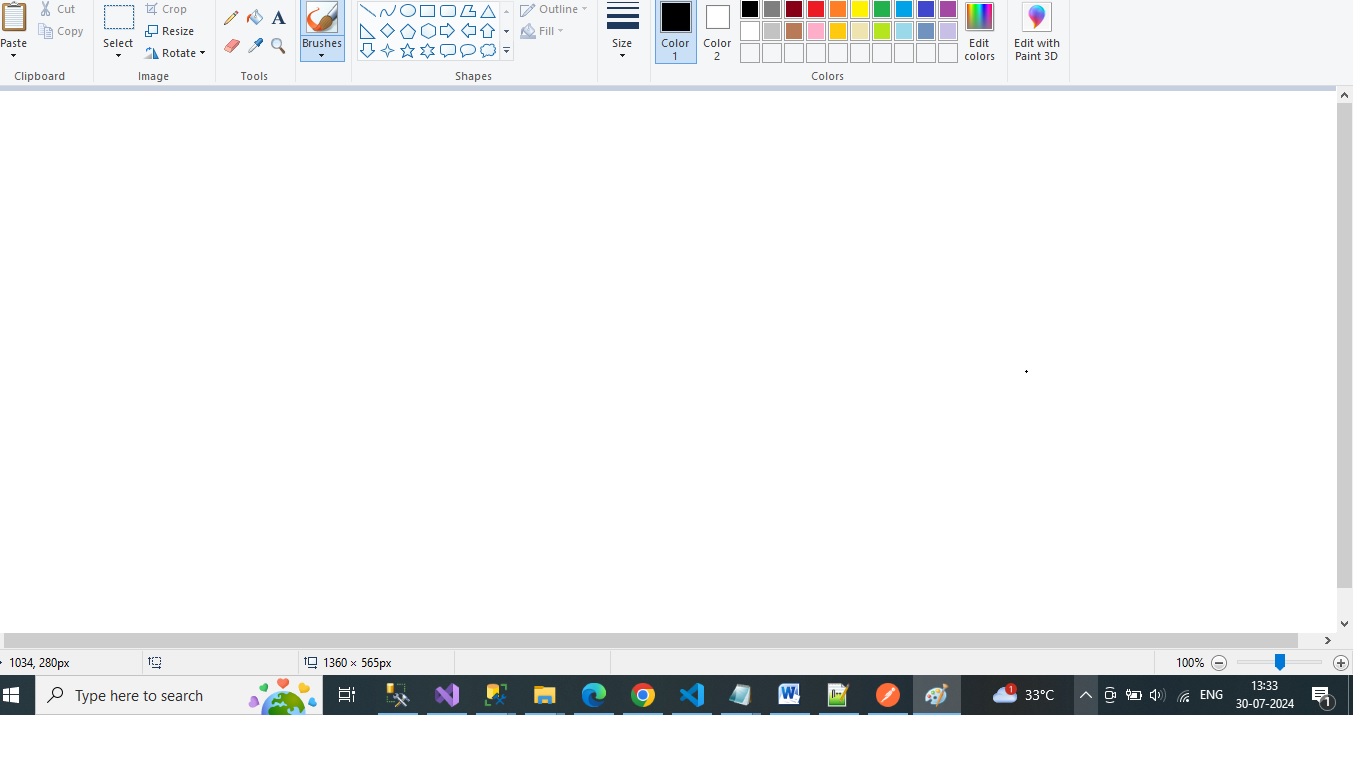 Paste
Cut
Copy
Clipboard
Select
Crop
Resize
Rotate
Image
A
Tools
Brushes
Shapes
Outline
Fill
Size
Color 1
Color 2
Colors
Edit colors
Edit with Paint 3D
1034, 280px
1360 × 565px
100%
Type here to search
1
33°C
ENG
13:33
30-07-2024
1